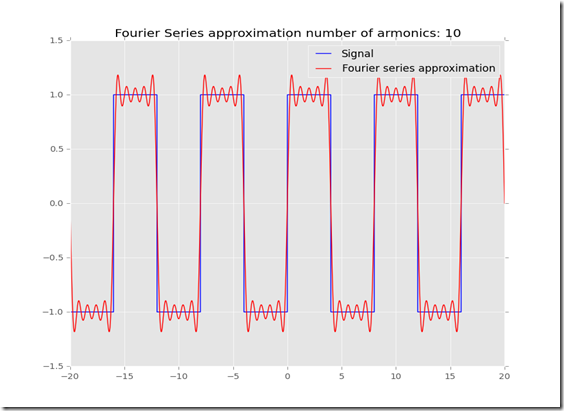 Fourier Series approximation number of armonics: 10
Signal
Fourier series approximation
1.5
1.0
0.5
0.0
−0.5
−1.0
−1.5
−20 −15 −10 −5 0 5 10 15 20